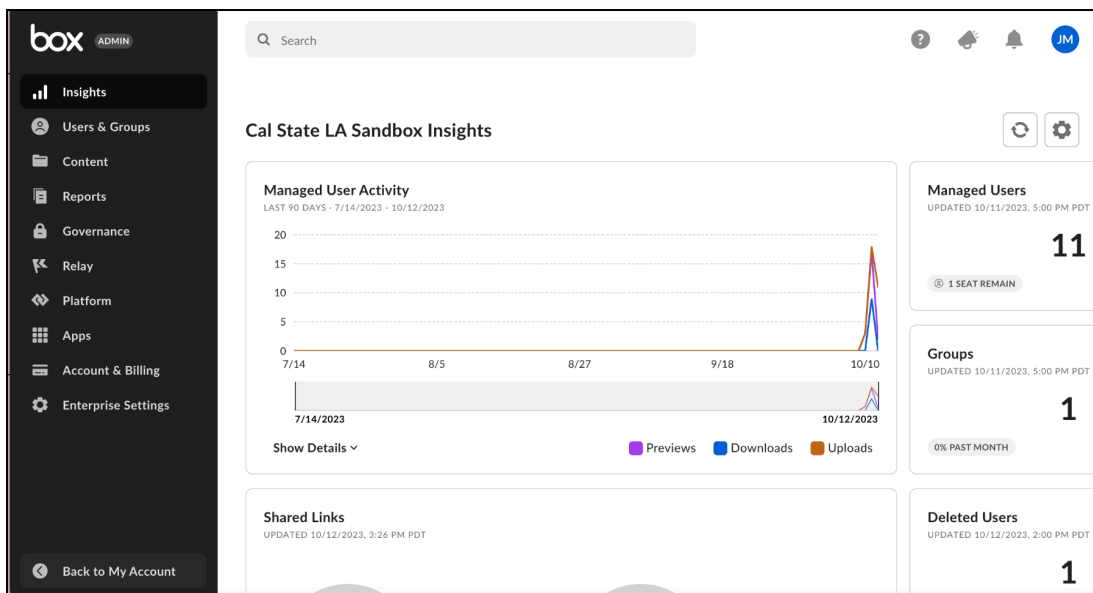 box ADMIN
Search
JM
Insights
Users & Groups
Content
Reports
Governance
Relay
Platform
Apps
Account & Billing
Enterprise Settings
Back to My Account
Cal State LA Sandbox Insights
Managed User Activity
LAST 90 DAYS - 7/14/2023 - 10/12/2023
20
15
10
5
0
7/14 8/5 8/27 9/18 10/10
7/14/2023 10/12/2023
Show Details
Previews Downloads Uploads
Managed Users
UPDATED 10/11/2023, 5:00 PM PDT
11
1 SEAT REMAIN
Groups
UPDATED 10/11/2023, 5:00 PM PDT
1
0% PAST MONTH
Shared Links
UPDATED 10/12/2023, 3:26 PM PDT
Deleted Users
UPDATED 10/12/2023, 2:00 PM PDT
1